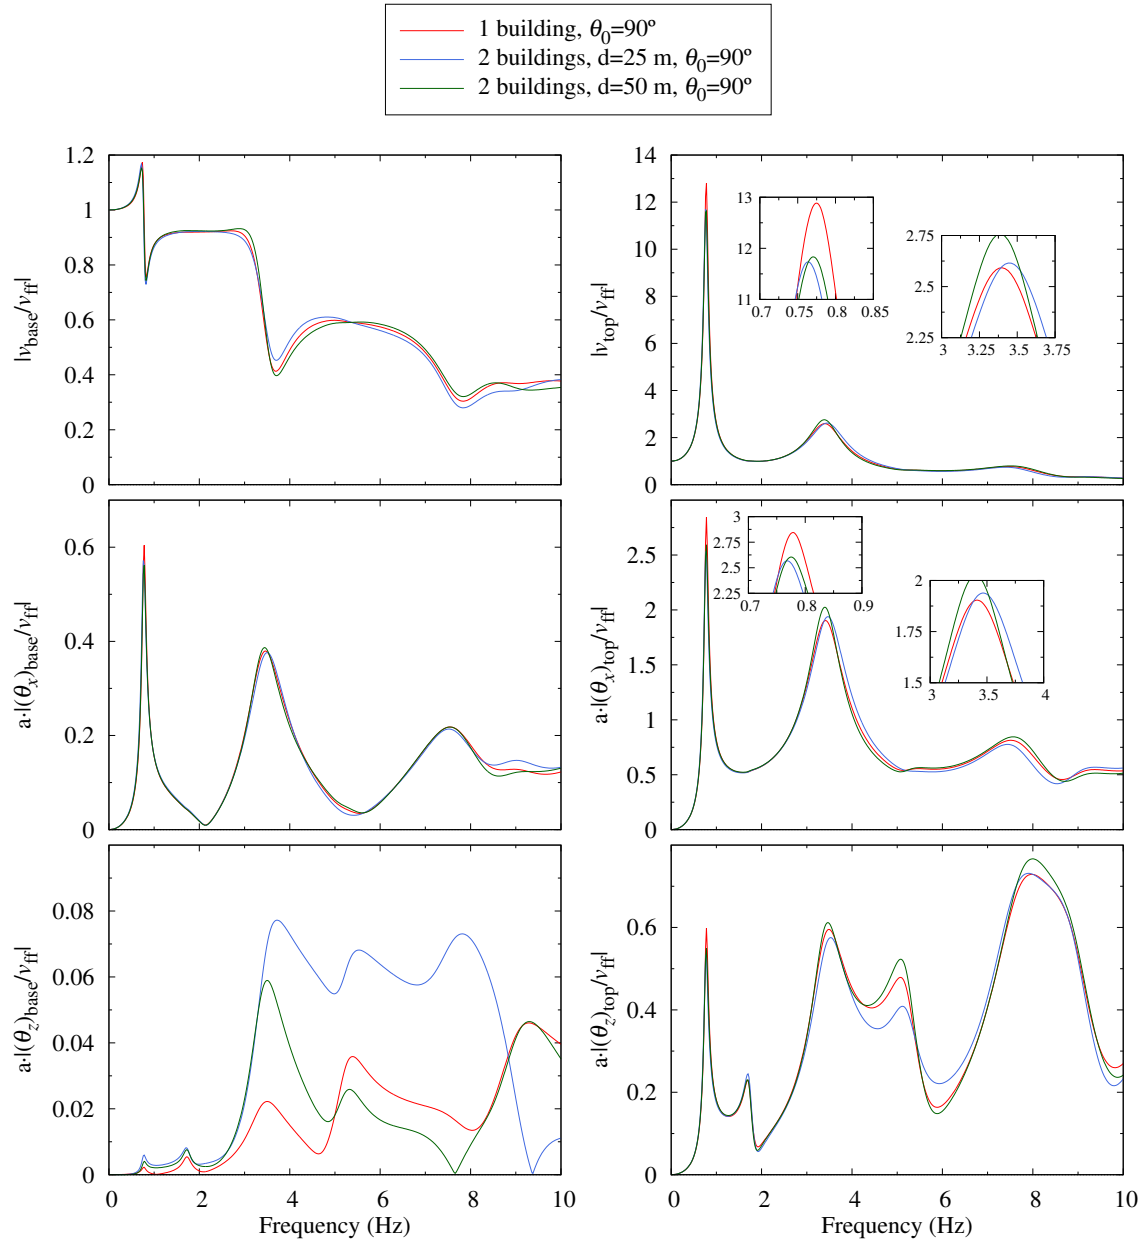 1 building, θ0=90º
2 buildings, d=25 m, θ0=90º
2 buildings, d=50 m, θ0=90º
|vbase/vff|
1.2
1
0.8
0.6
0.4
0.2
0
|vtop/vff|
14
12
10
8
6
4
2
0
13
12
11
0.7 0.75 0.8 0.85
2.75
2.5
2.25
3 3.25 3.5 3.75
a·|(θx)base/vff|
0.6
0.4
0.2
0
a·|(θx)top/vff|
2.5
2
1.5
1
0.5
0
3
2.75
2.5
2.25
0.7 0.8 0.9
2
1.75
1.5
3 3.5 4
a·|(θz)base/vff|
0.08
0.06
0.04
0.02
0
0 2 4 6 8 10
Frequency (Hz)
a·|(θz)top/vff|
0.6
0.4
0.2
0
0 2 4 6 8 10
Frequency (Hz)